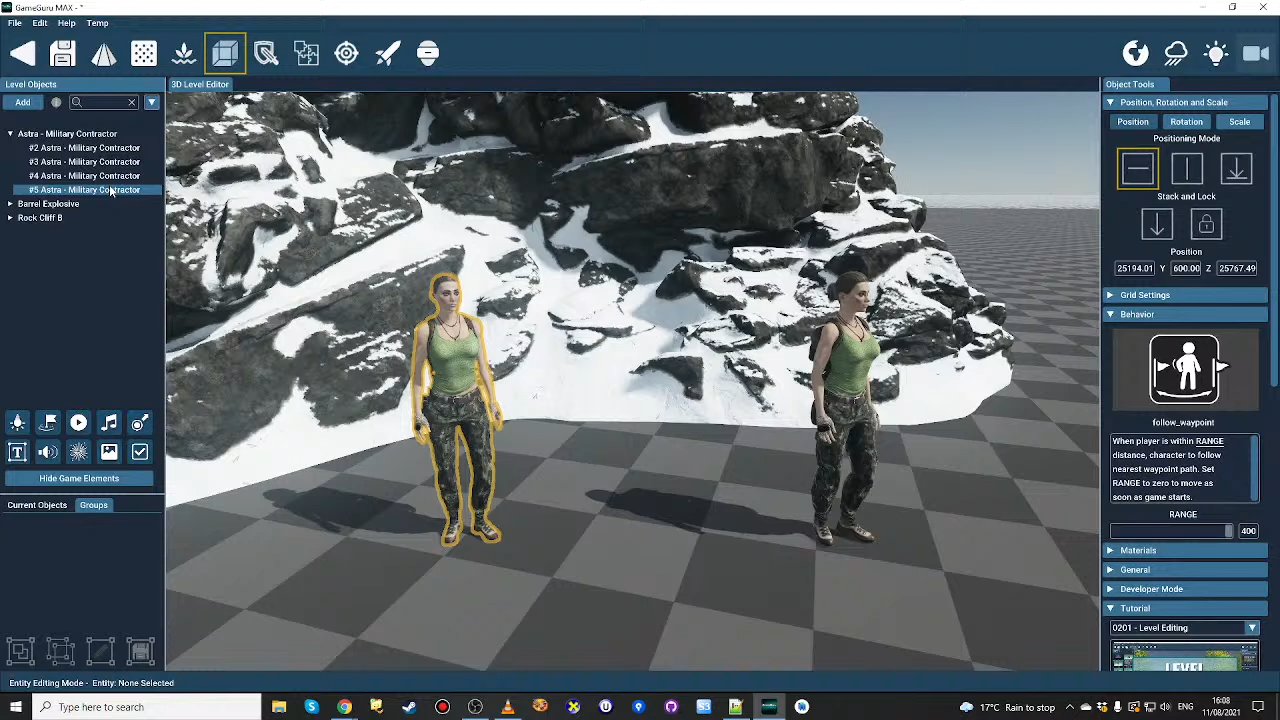 GameGuru MAX - *
File Edit Help Temp
Level Objects
3D Level Editor
Object Tools
Add
Position, Rotation and Scale
Position Rotation Scale
Positioning Mode
Astra - Military Contractor
#2 Astra - Military Contractor
#3 Astra - Military Contractor
#4 Astra - Military Contractor
#5 Astra - Military Contractor
Barrel Explosive
Rock Cliff B
Stack and Lock
Position
25194.01 Y 600.00 Z 25767.49
Grid Settings
Behavior
follow_waypoint
When player is within RANGE
distance, character to follow
nearest waypoint path. Set
RANGE to zero to move as
soon as game starts.
RANGE
400
Hide Game Elements
Current Objects Groups
Materials
General
Developer Mode
Tutorial
0201 - Level Editing
LEVEL
Entity Editing Mode - Entity: None Selected
Type here to search
17°C Rain to stop
ENG
16:08
11/08/2021